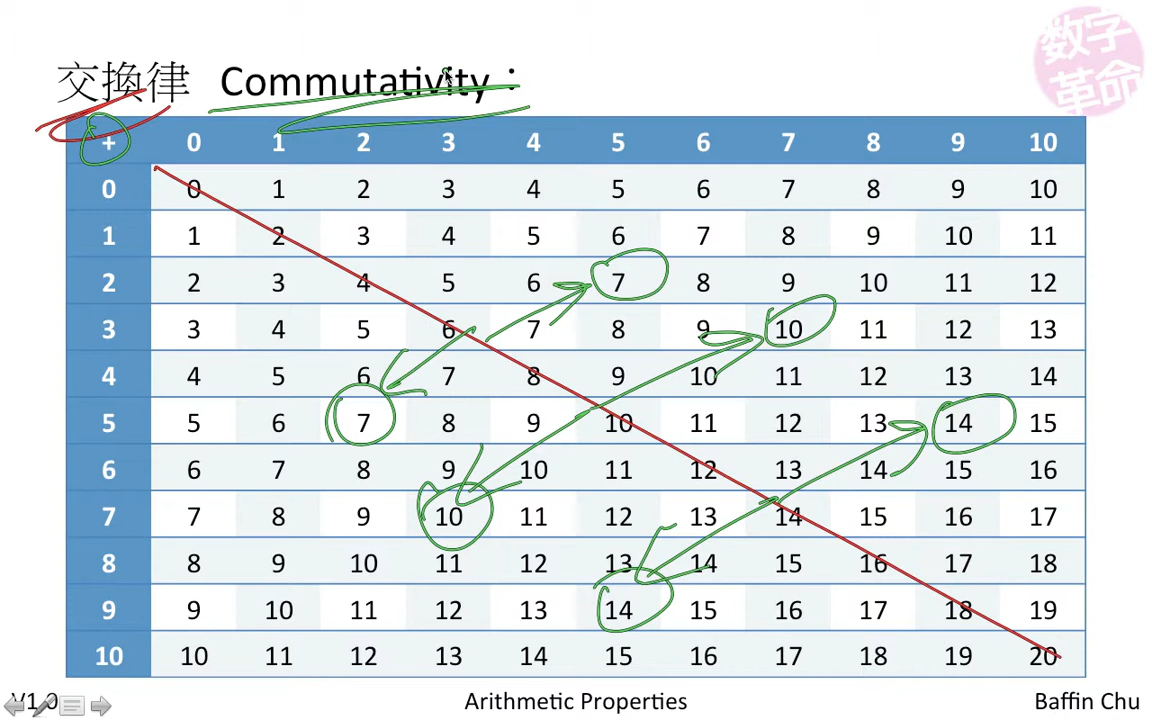 数字
革命
交換律 Commutativity：
+ 0 1 2 3 4 5 6 7 8 9 10
0 0 1 2 3 4 5 6 7 8 9 10
1 1 2 3 4 5 6 7 8 9 10 11
2 2 3 4 5 6 7 8 9 10 11 12
3 3 4 5 6 7 8 9 10 11 12 13
4 4 5 6 7 8 9 10 11 12 13 14
5 5 6 7 8 9 10 11 12 13 14 15
6 6 7 8 9 10 11 12 13 14 15 16
7 7 8 9 10 11 12 13 14 15 16 17
8 8 9 10 11 12 13 14 15 16 17 18
9 9 10 11 12 13 14 15 16 17 18 19
10 10 11 12 13 14 15 16 17 18 19 20
V1.0 Arithmetic Properties Baffin Chu